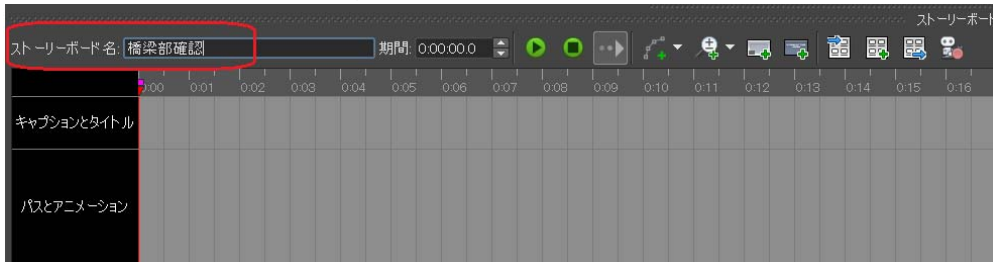 ストーリーボード
ストーリーボード名: 橋梁部確認 期間: 0:00:00.0
0:00 0:01 0:02 0:03 0:04 0:05 0:06 0:07 0:08 0:09 0:10 0:11 0:12 0:13 0:14 0:15 0:16
キャプションとタイトル
パスとアニメーション